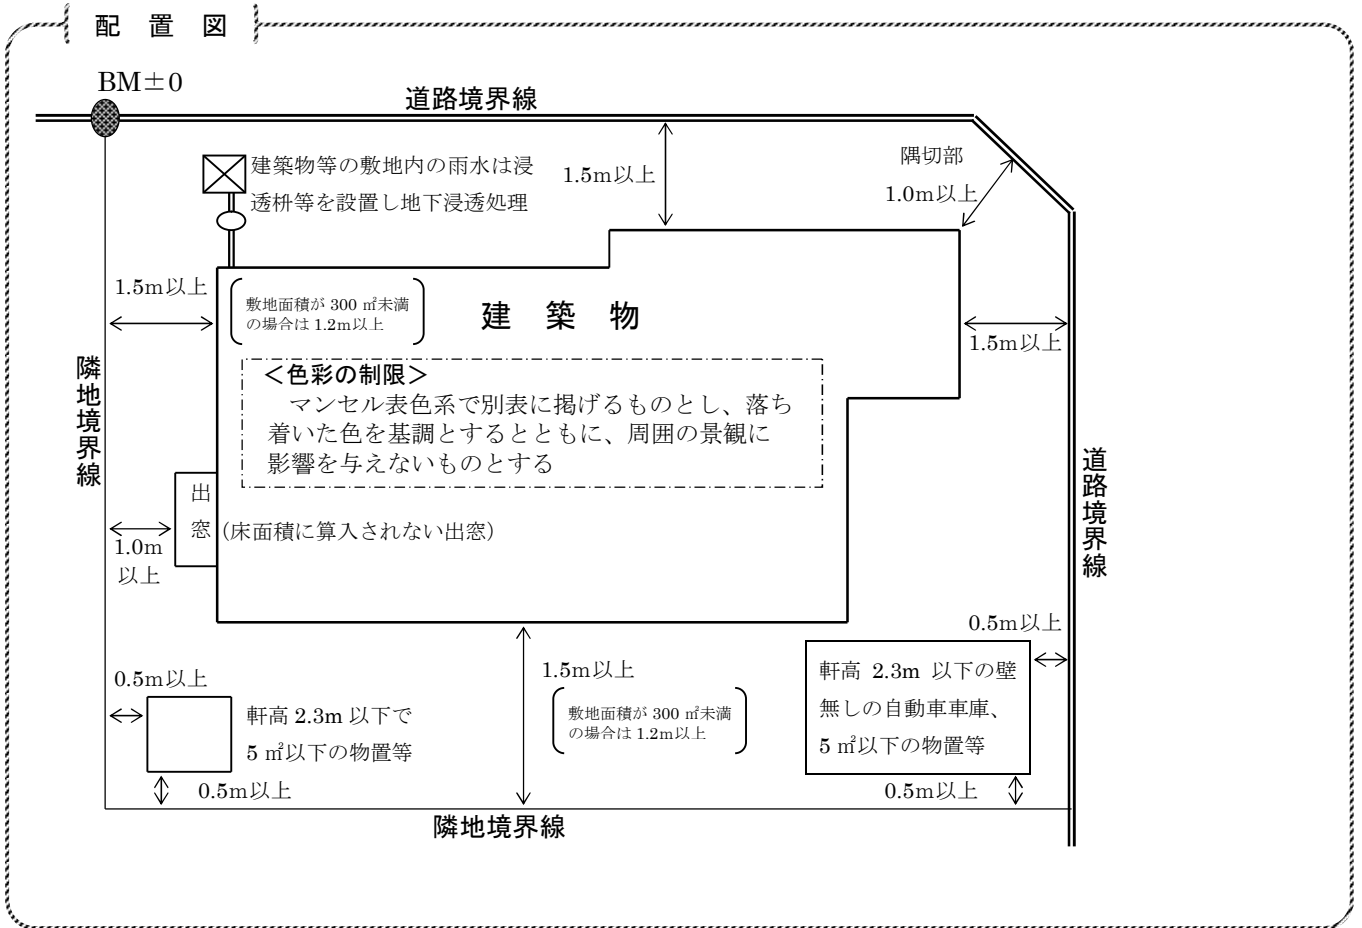 配置図
BM±0
道路境界線
建築物等の敷地内の雨水は浸
透枡等を設置し地下浸透処理
1.5m以上
隅切部
1.0m以上
1.5m以上
敷地面積が 300 ㎡未満
の場合は 1.2m以上
建築物
1.5m以上
隣地境界線
＜色彩の制限＞
マンセル表色系で別表に掲げるものとし、落ち
着いた色を基調とするとともに、周囲の景観に
影響を与えないものとする
道路境界線
出窓
(床面積に算入されない出窓)
1.0m
以上
0.5m以上
1.5m以上
敷地面積が 300 ㎡未満
の場合は 1.2m以上
軒高 2.3m 以下の壁
無しの自動車車庫、
5 ㎡以下の物置等
0.5m以上
軒高 2.3m 以下で
5 ㎡以下の物置等
0.5m以上
0.5m以上
隣地境界線